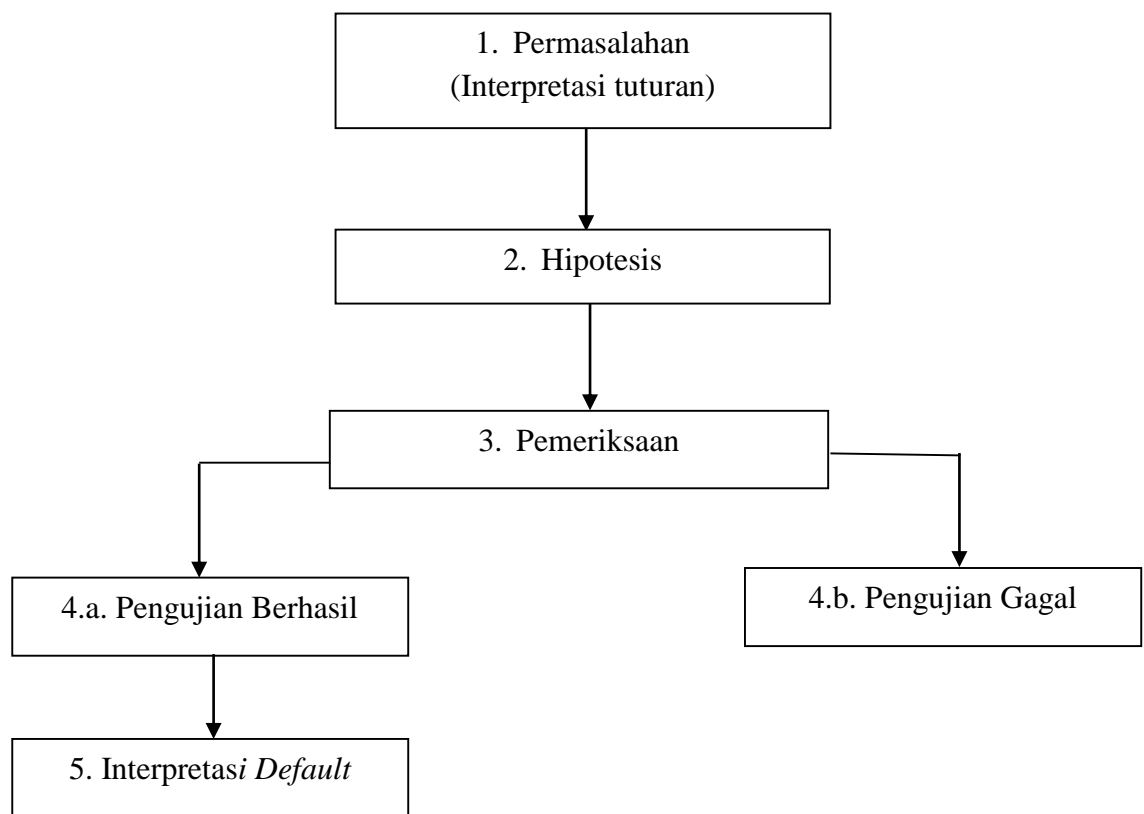 1. Permasalahan
(Interpretasi tuturan)
2. Hipotesis
3. Pemeriksaan
4.a. Pengujian Berhasil
4.b. Pengujian Gagal
5. Interpretasi Default